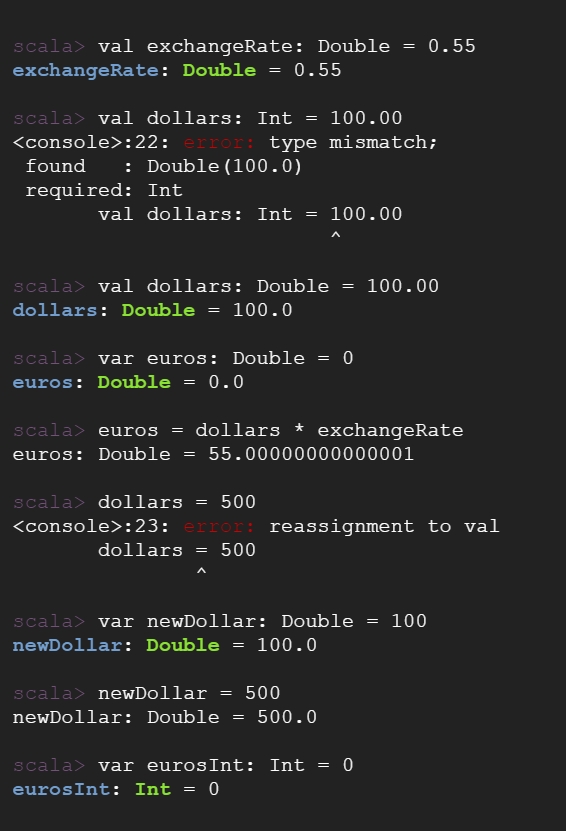 scala> val exchangeRate: Double = 0.55
exchangeRate: Double = 0.55
scala> val dollars: Int = 100.00
<console>:22: error: type mismatch;
 found   : Double(100.0)
 required: Int
       val dollars: Int = 100.00
                          ^
scala> val dollars: Double = 100.00
dollars: Double = 100.0
scala> var euros: Double = 0
euros: Double = 0.0
scala> euros = dollars * exchangeRate
euros: Double = 55.00000000000001
scala> dollars = 500
<console>:23: error: reassignment to val
       dollars = 500
               ^
scala> var newDollar: Double = 100
newDollar: Double = 100.0
scala> newDollar = 500
newDollar: Double = 500.0
scala> var eurosInt: Int = 0
eurosInt: Int = 0